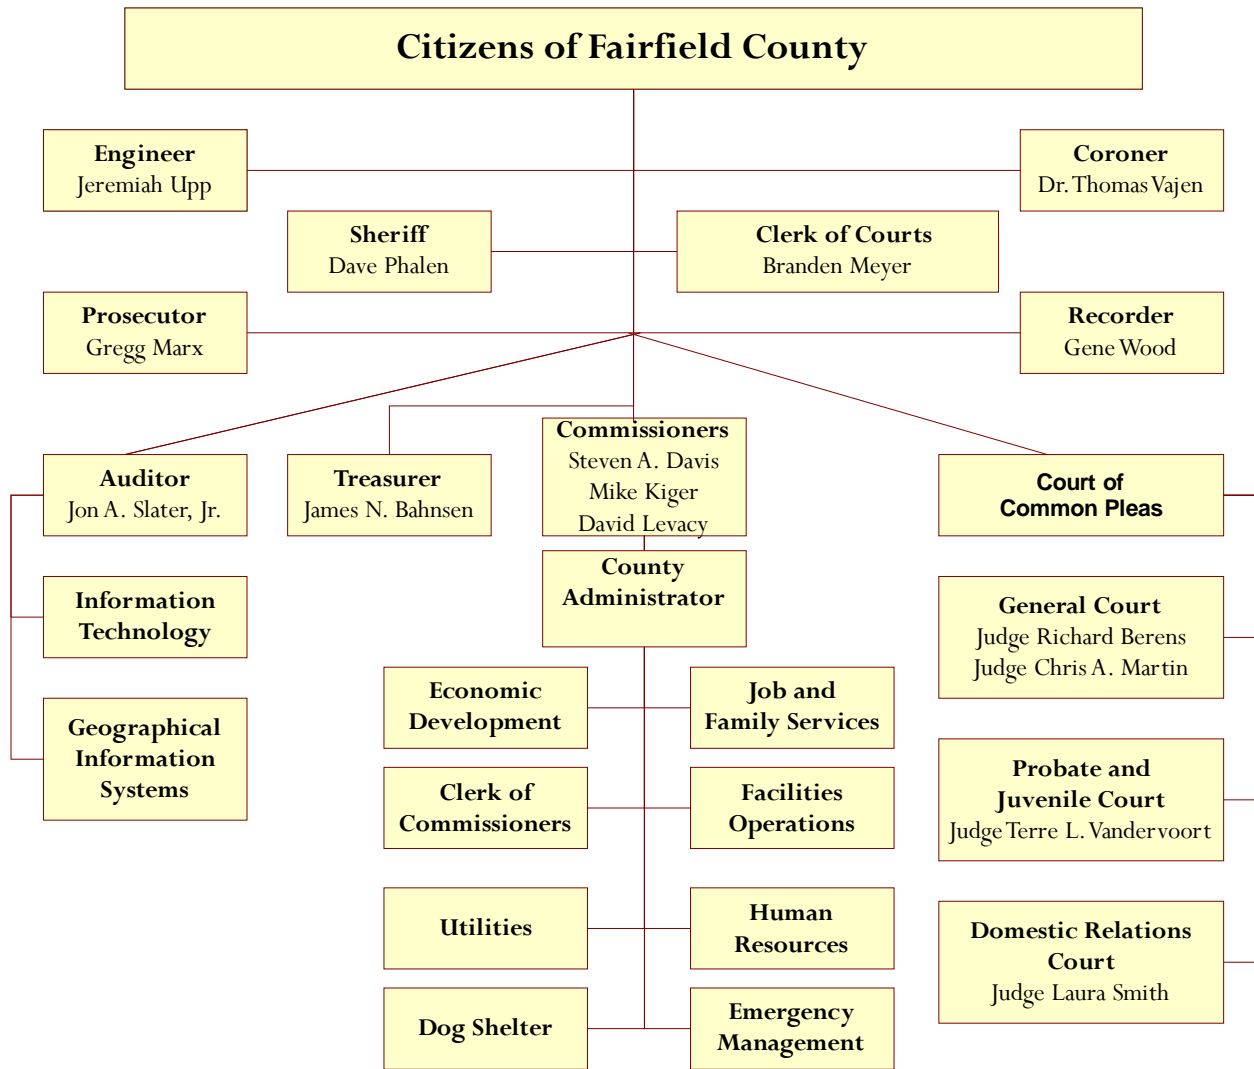 Citizens of Fairfield County
Engineer
Jeremiah Upp
Coroner
Dr. Thomas Vajen
Sheriff
Dave Phalen
Clerk of Courts
Branden Meyer
Prosecutor
Gregg Marx
Recorder
Gene Wood
Auditor
Jon A. Slater, Jr.
Treasurer
James N. Bahnsen
Commissioners
Steven A. Davis
Mike Kiger
David Levacy
Court of
Common Pleas
County
Administrator
Information
Technology
Geographical
Information
Systems
Economic
Development
Job and
Family Services
Clerk of
Commissioners
Facilities
Operations
Utilities
Human
Resources
Dog Shelter
Emergency
Management
General Court
Judge Richard Berens
Judge Chris A. Martin
Probate and
Juvenile Court
Judge Terre L. Vandervoort
Domestic Relations
Court
Judge Laura Smith